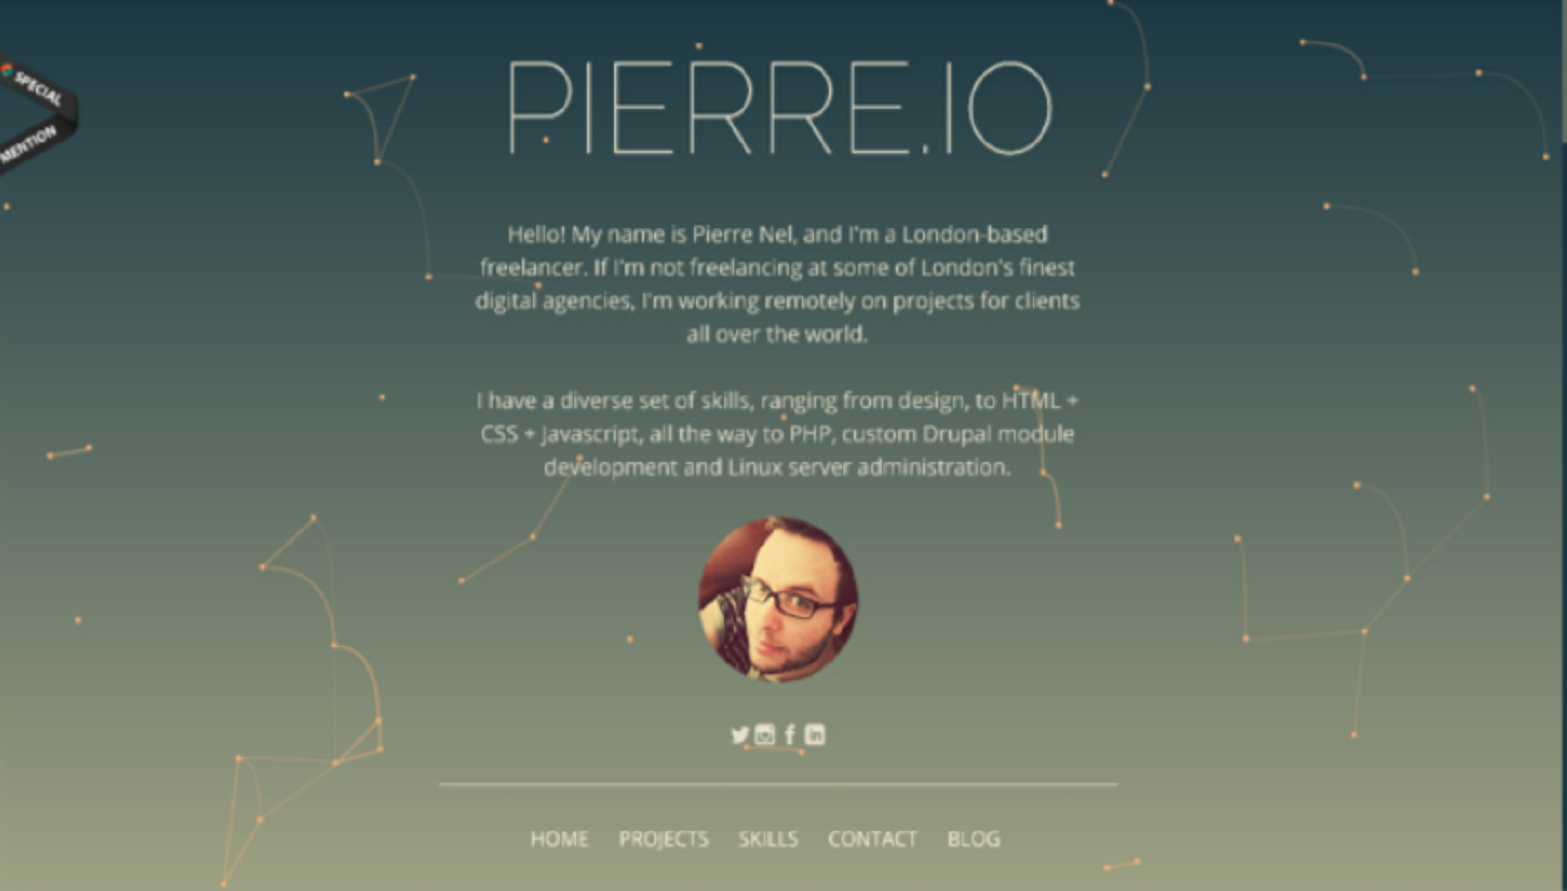 SPECIAL
MENTION
PIERRE.IO
Hello! My name is Pierre Nel, and I'm a London-based
freelancer. If I'm not freelancing at some of London's finest
digital agencies, I'm working remotely on projects for clients
all over the world.
I have a diverse set of skills, ranging from design, to HTML +
CSS + Javascript, all the way to PHP, custom Drupal module
development and Linux server administration.
HOME PROJECTS SKILLS CONTACT BLOG